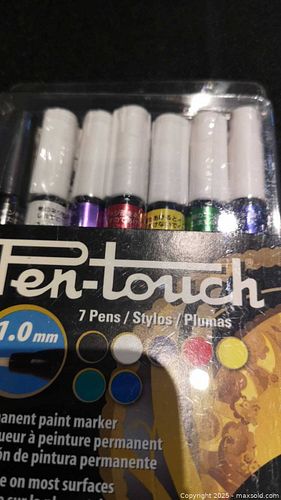 Pen-touch
7 Pens / Stylos / Plumas
1.0 mm
anent paint marker
ueur à peinture permanent
ón de pintura permanente
e on most surfaces
Copyright 2025 - maxsold.com